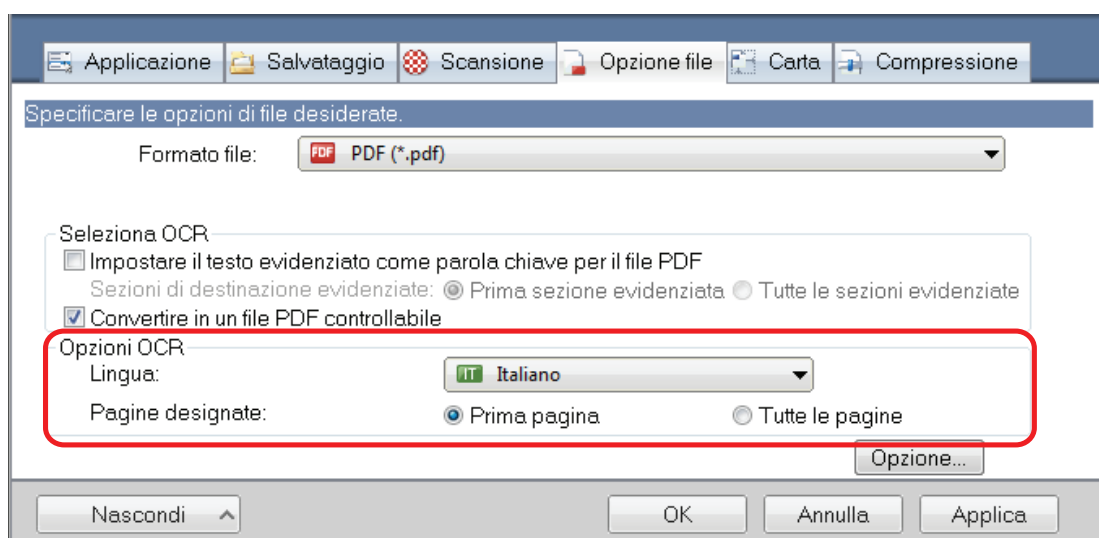 Applicazione Salvataggio Scansione Opzione file Carta Compressione
Specificare le opzioni di file desiderate.
Formato file: PDF PDF (*.pdf)
Seleziona OCR
Impostare il testo evidenziato come parola chiave per il file PDF
Sezioni di destinazione evidenziate: Prima sezione evidenziata Tutte le sezioni evidenziate
Convertire in un file PDF controllabile
Opzioni OCR
Lingua: IT Italiano
Pagine designate: Prima pagina Tutte le pagine
Opzione...
Nascondi OK Annulla Applica